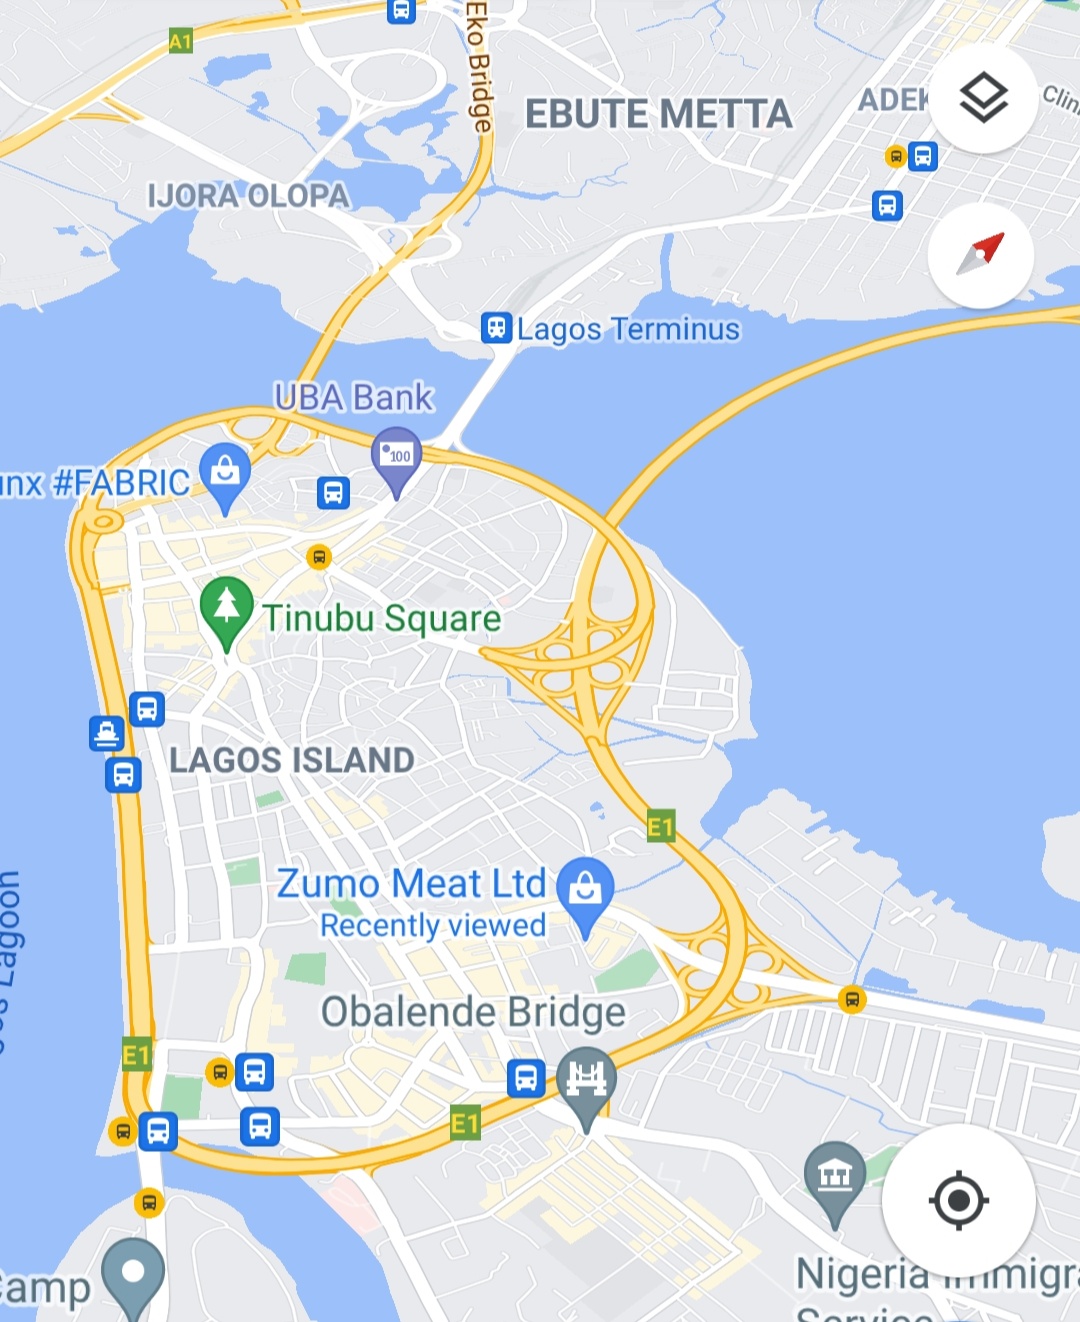 A1
Eko Bridge
EBUTE METTA
ADEK
Clin
IJORA OLOPA
Lagos Terminus
UBA Bank
100
unx #FABRIC
Tinubu Square
LAGOS ISLAND
E1
Zumo Meat Ltd
Recently viewed
Lagoon
Obalende Bridge
E1
E1
Camp
Nigeria Immigra
Service